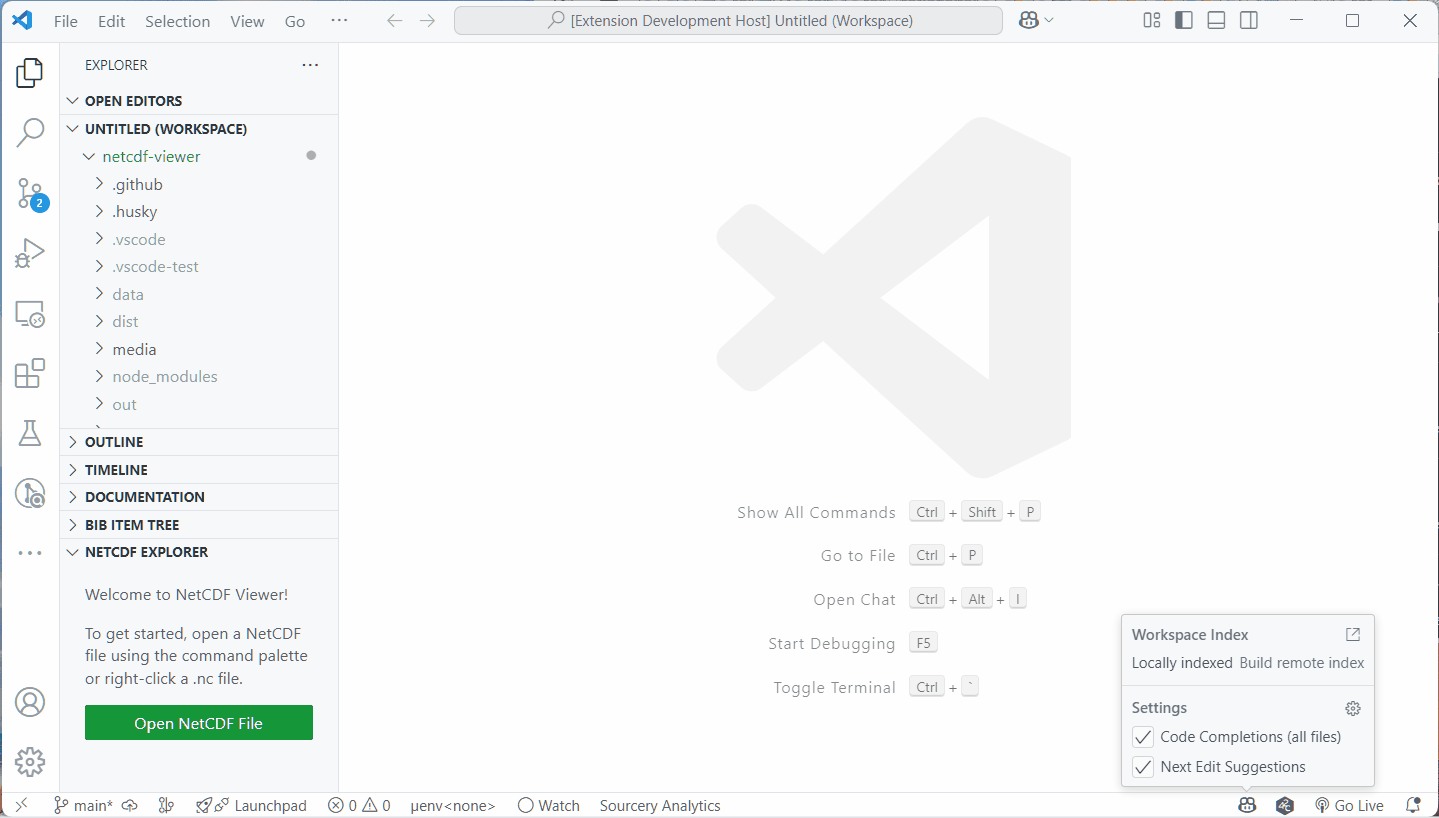 File Edit Selection View Go ··· [Extension Development Host] Untitled (Workspace)
EXPLORER ···
OPEN EDITORS
UNTITLED (WORKSPACE)
netcdf-viewer
.github
.husky
2
.vscode
.vscode-test
data
dist
media
node_modules
out
OUTLINE
TIMELINE
DOCUMENTATION
BIB ITEM TREE
NETCDF EXPLORER
Welcome to NetCDF Viewer!
To get started, open a NetCDF
file using the command palette
or right-click a .nc file.
Open NetCDF File
Show All Commands Ctrl + Shift + P
Go to File Ctrl + P
Open Chat Ctrl + Alt + I
Start Debugging F5
Toggle Terminal Ctrl + `
Workspace Index
Locally indexed Build remote index
Settings
Code Completions (all files)
Next Edit Suggestions
main* Launchpad 0 0 µenv<none> Watch Sourcery Analytics Go Live